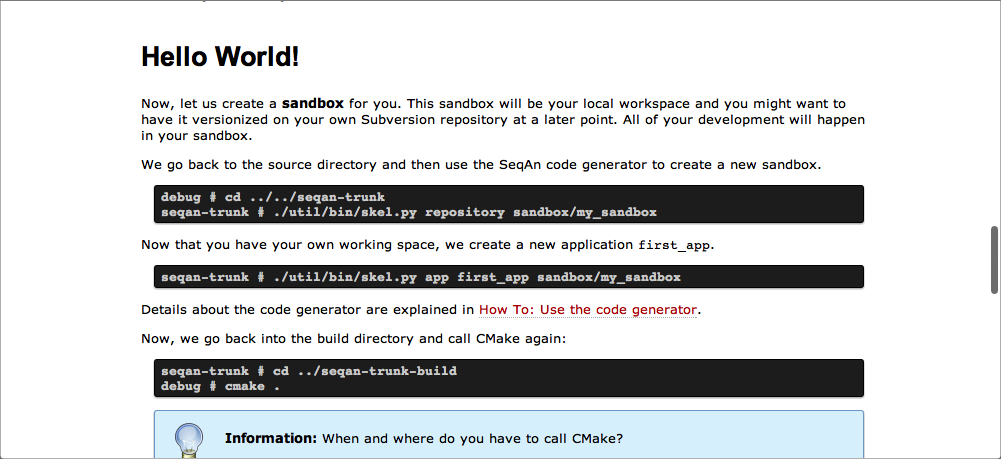 Hello World!
Now, let us create a sandbox for you. This sandbox will be your local workspace and you might want to
have it versionized on your own Subversion repository at a later point. All of your development will happen
in your sandbox.
We go back to the source directory and then use the SeqAn code generator to create a new sandbox.
debug # cd ../../seqan-trunk
seqan-trunk # ./util/bin/skel.py repository sandbox/my_sandbox
Now that you have your own working space, we create a new application first_app.
seqan-trunk # ./util/bin/skel.py app first_app sandbox/my_sandbox
Details about the code generator are explained in How To: Use the code generator.
Now, we go back into the build directory and call CMake again:
seqan-trunk # cd ../seqan-trunk-build
debug # cmake .
Information: When and where do you have to call CMake?